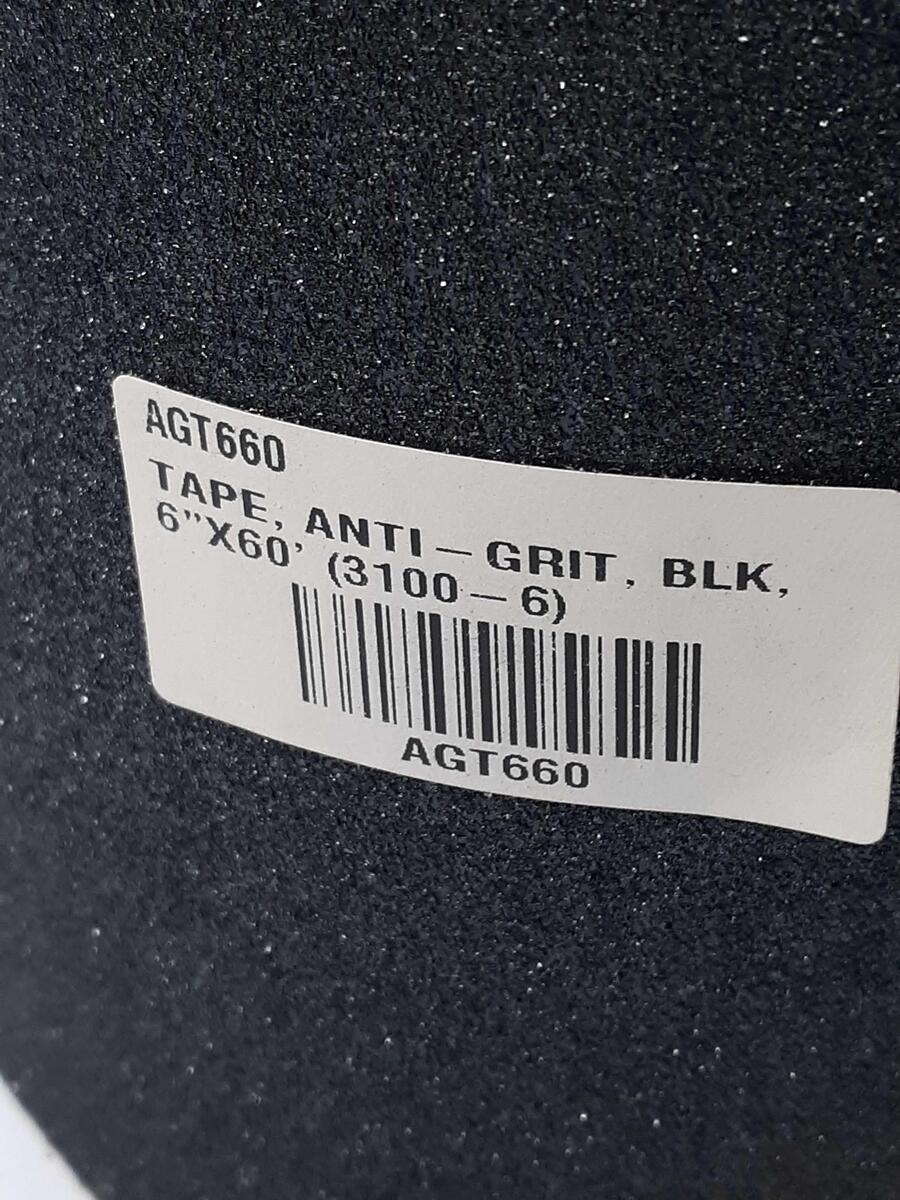 AGT660
TAPE, ANTI-GRIT, BLK,
6"X60' (3100-6)
AGT660